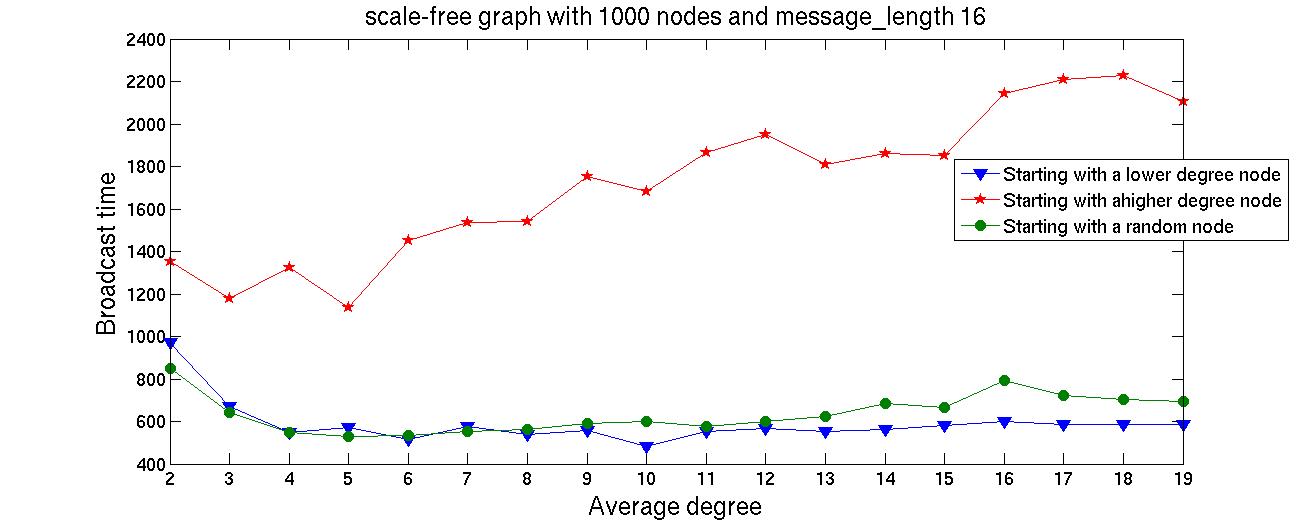 scale-free graph with 1000 nodes and message_length 16
2400
2200
2000
1800
1600
1400
1200
1000
800
600
400
Broadcast time
Starting with a lower degree node
Starting with ahigher degree node
Starting with a random node
2 3 4 5 6 7 8 9 10 11 12 13 14 15 16 17 18 19
Average degree